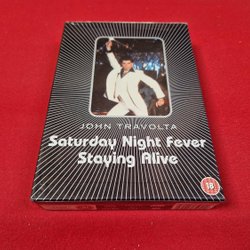 JOHN TRAVOLTA
Saturday Night Fever
Staying Alive
18